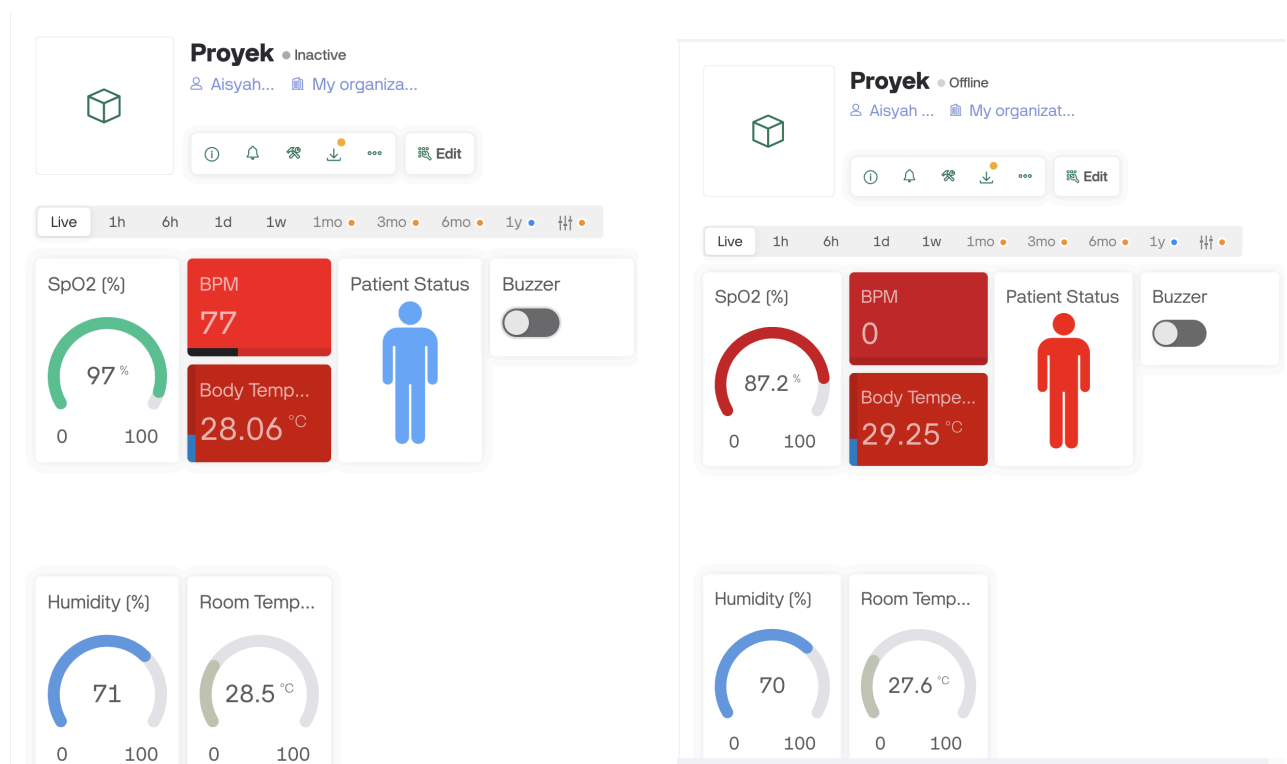 Proyek Inactive
Aisyah... My organiza...
Edit
Live 1h 6h 1d 1w 1mo 3mo 6mo 1y
SpO2 (%)
97 %
0 100
BPM
77
Body Temp...
28.06 °C
Patient Status
Buzzer
Humidity (%)
71
0 100
Room Temp...
28.5 °C
0 100
Proyek Offline
Aisyah ... My organizat...
Edit
Live 1h 6h 1d 1w 1mo 3mo 6mo 1y
SpO2 (%)
87.2 %
0 100
BPM
0
Body Tempe...
29.25 °C
Patient Status
Buzzer
Humidity (%)
70
0 100
Room Temp...
27.6 °C
0 100